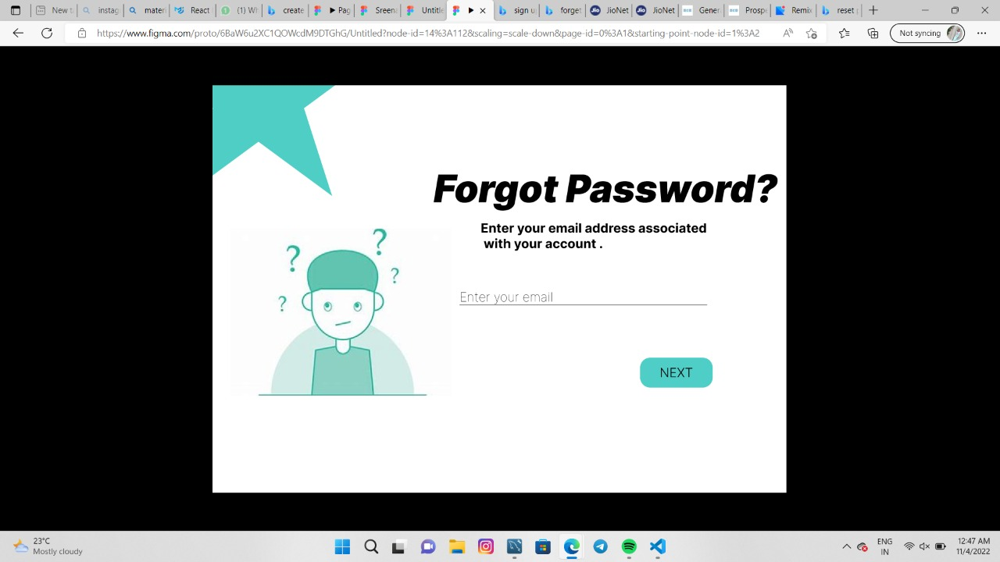 New t
instag
materi
React
(1) W
create
Pag
Screen
Untitle
sign u
forget
JioNet
JioNet
Gener
Prospe
Remix
reset p
https://www.figma.com/proto/6BaW6u2XC1QOWcdM9DTGhG/Untitled?node-id=14%3A112&scaling=scale-down&page-id=0%3A1&starting-point-node-id=1%3A2
Not syncing
Forgot Password?
Enter your email address associated
with your account .
? ? ? ?
Enter your email
NEXT
23°C
Mostly cloudy
ENG
IN
12:47 AM
11/4/2022